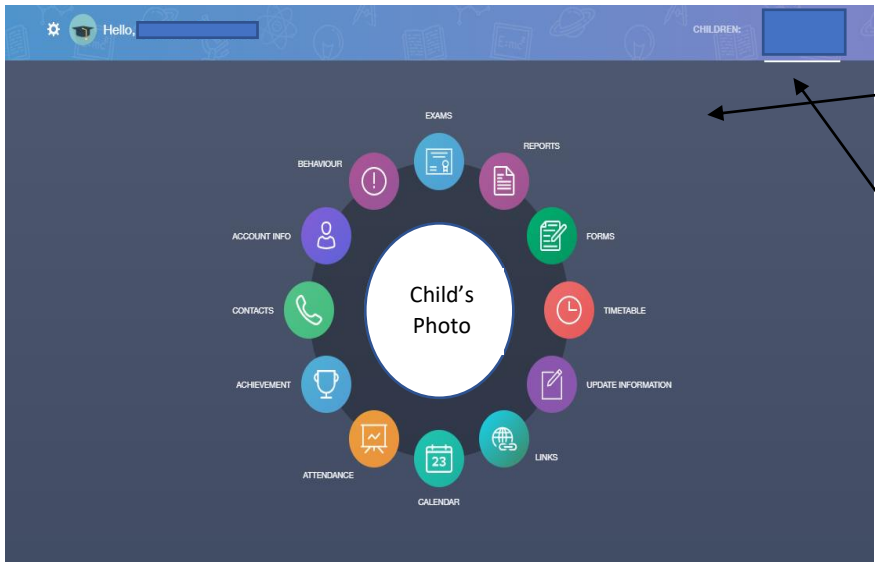 Hello,
CHILDREN:
EXAMS
REPORTS
BEHAVIOUR
ACCOUNT INFO
FORMS
Child's
Photo
CONTACTS
TIMETABLE
ACHIEVEMENT
UPDATE INFORMATION
LINKS
23
ATTENDANCE
CALENDAR